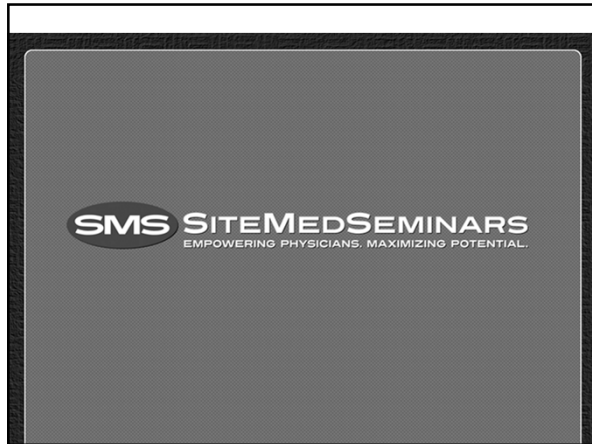 SMS SITEMEDSEMINARS
EMPOWERING PHYSICIANS. MAXIMIZING POTENTIAL.